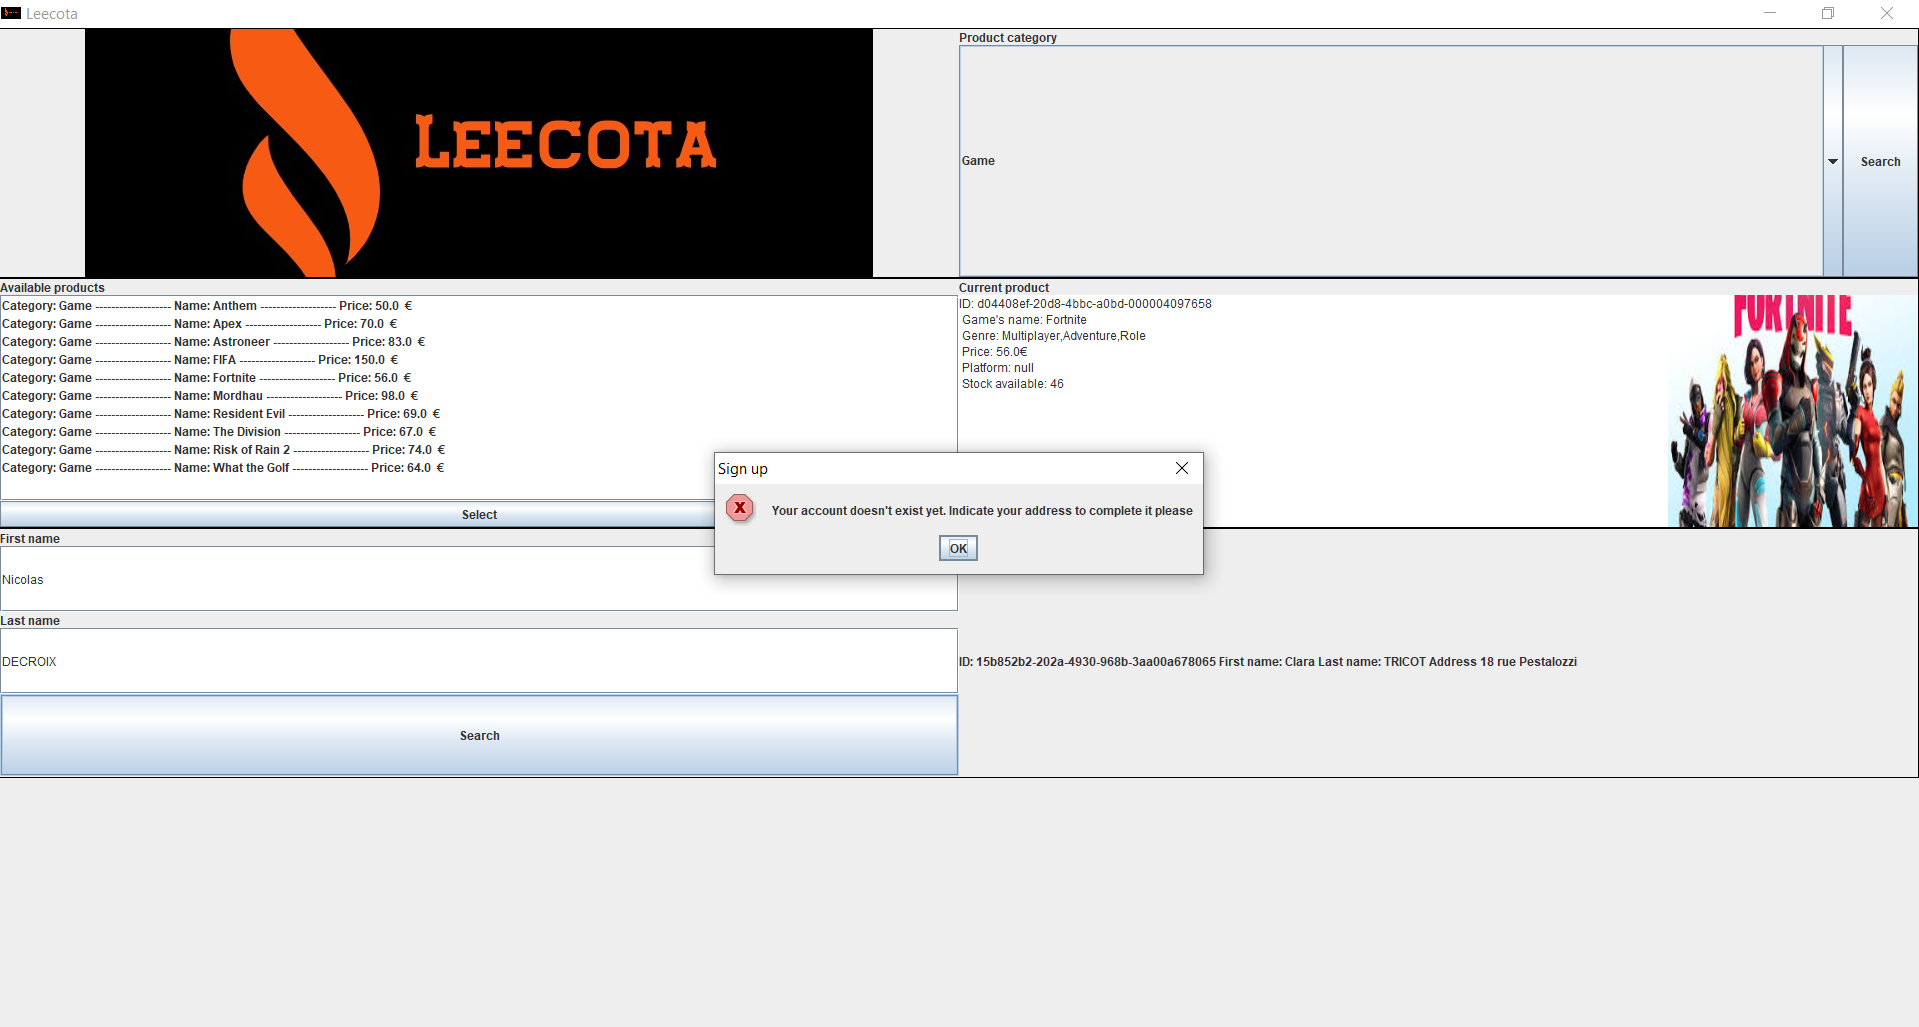 Leecota
LEECOTA
Product category
Game
Search
Available products
Category: Game ------------------- Name: Anthem ------------------- Price: 50.0 €
Category: Game ------------------- Name: Apex ------------------- Price: 70.0 €
Category: Game ------------------- Name: Astroneer ------------------- Price: 83.0 €
Category: Game ------------------- Name: FIFA ------------------- Price: 150.0 €
Category: Game ------------------- Name: Fortnite ------------------- Price: 56.0 €
Category: Game ------------------- Name: Mordhau ------------------- Price: 98.0 €
Category: Game ------------------- Name: Resident Evil ------------------- Price: 69.0 €
Category: Game ------------------- Name: The Division ------------------- Price: 67.0 €
Category: Game ------------------- Name: Risk of Rain 2 ------------------- Price: 74.0 €
Category: Game ------------------- Name: What the Golf ------------------- Price: 64.0 €
Select
Current product
ID: d04408ef-20d8-4bbc-a0bd-000004097658
Game's name: Fortnite
Genre: Multiplayer,Adventure,Role
Price: 56.0€
Platform: null
Stock available: 46
FORTNITE
Sign up
Your account doesn't exist yet. Indicate your address to complete it please
OK
First name
Nicolas
Last name
DECROIX
Search
ID: 15b852b2-202a-4930-968b-3aa00a678065 First name: Clara Last name: TRICOT Address 18 rue Pestalozzi